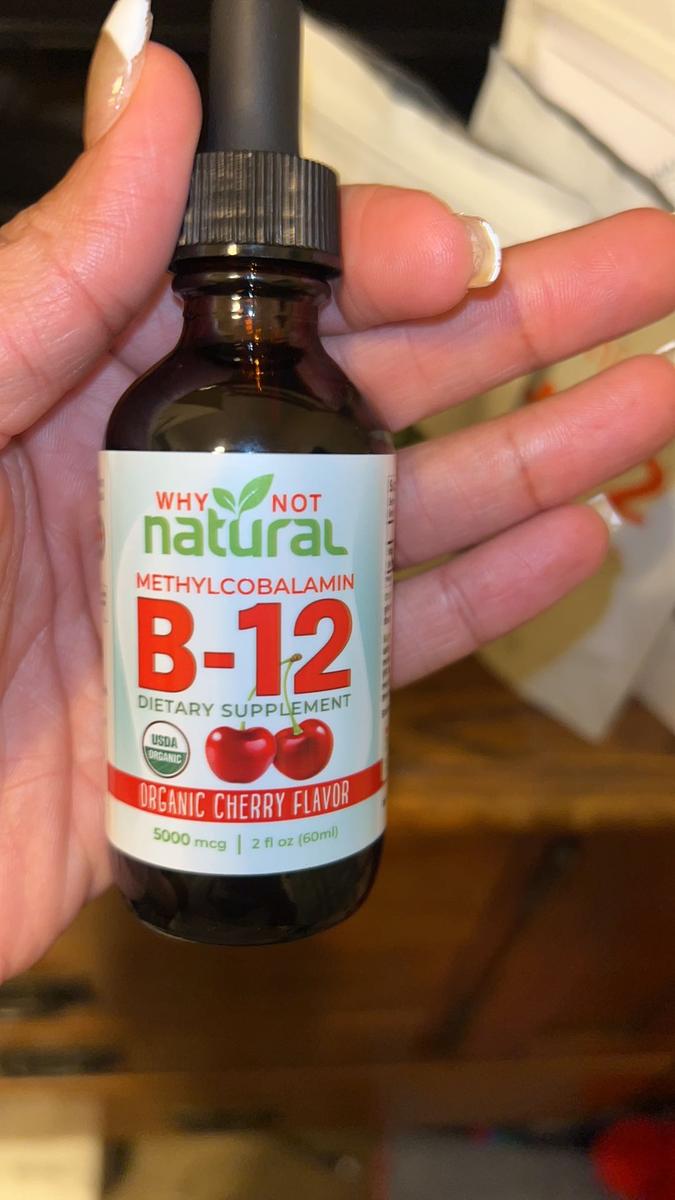 WHY NOT
natural
METHYLCOBALAMIN
B-12
DIETARY SUPPLEMENT
USDA
ORGANIC
ORGANIC CHERRY FLAVOR
5000 mcg | 2 fl oz (60ml)